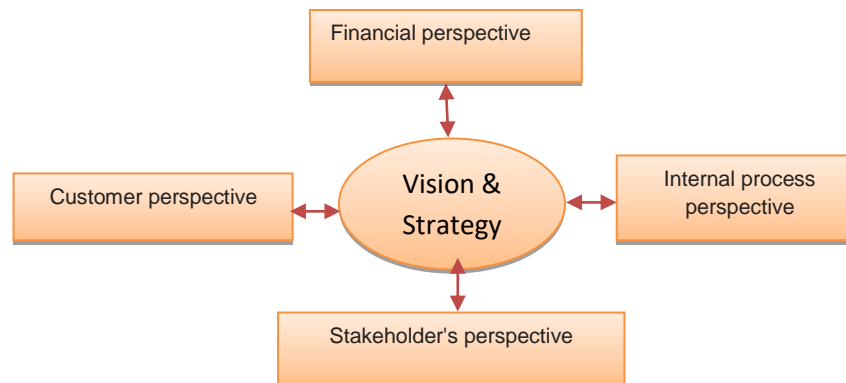 Financial perspective
Customer perspective
Vision &
Strategy
Internal process
perspective
Stakeholder's perspective